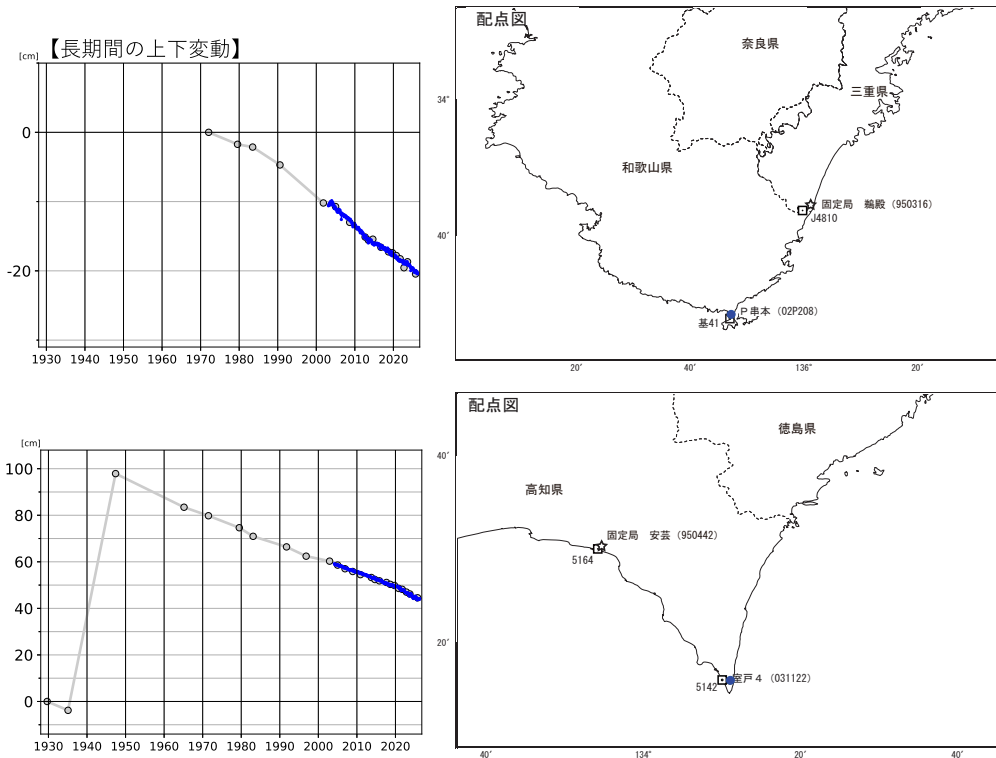 【長期間の上下変動】
[cm]
0
-20
1930 1940 1950 1960 1970 1980 1990 2000 2010 2020
配点図
奈良県
三重県
和歌山県
34°
固定局　鵜殿（950316）
J4810
40′
P串本（02P208）
基41
20′ 40′ 136° 20′
[cm]
100
80
60
40
20
0
1930 1940 1950 1960 1970 1980 1990 2000 2010 2020
配点図
徳島県
40′
高知県
固定局　安芸（950442）
5164
20′
室戸４（031122）
5142
40′ 134° 20′ 40′